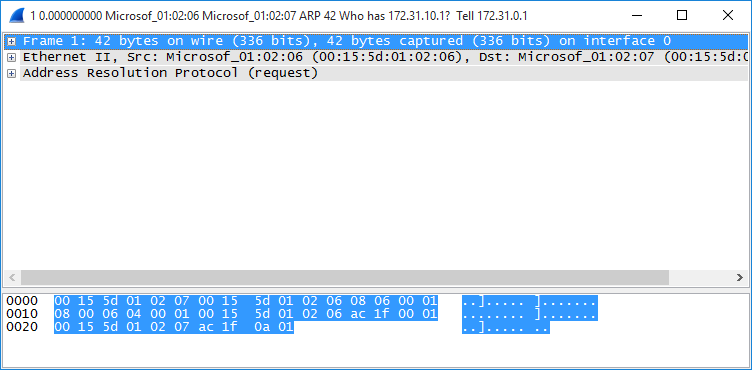 1 0.000000000 Microsof_01:02:06 Microsof_01:02:07 ARP 42 Who has 172.31.10.1?  Tell 172.31.0.1
Frame 1: 42 bytes on wire (336 bits), 42 bytes captured (336 bits) on interface 0
Ethernet II, Src: Microsof_01:02:06 (00:15:5d:01:02:06), Dst: Microsof_01:02:07 (00:15:5d:0
Address Resolution Protocol (request)
0000  00 15 5d 01 02 07 00 15  5d 01 02 06 08 06 00 01   ..]..... ].......
0010  08 00 06 04 00 01 00 15  5d 01 02 06 ac 1f 00 01   ........ ].......
0020  00 15 5d 01 02 07 ac 1f  0a 01   ..]..... ..